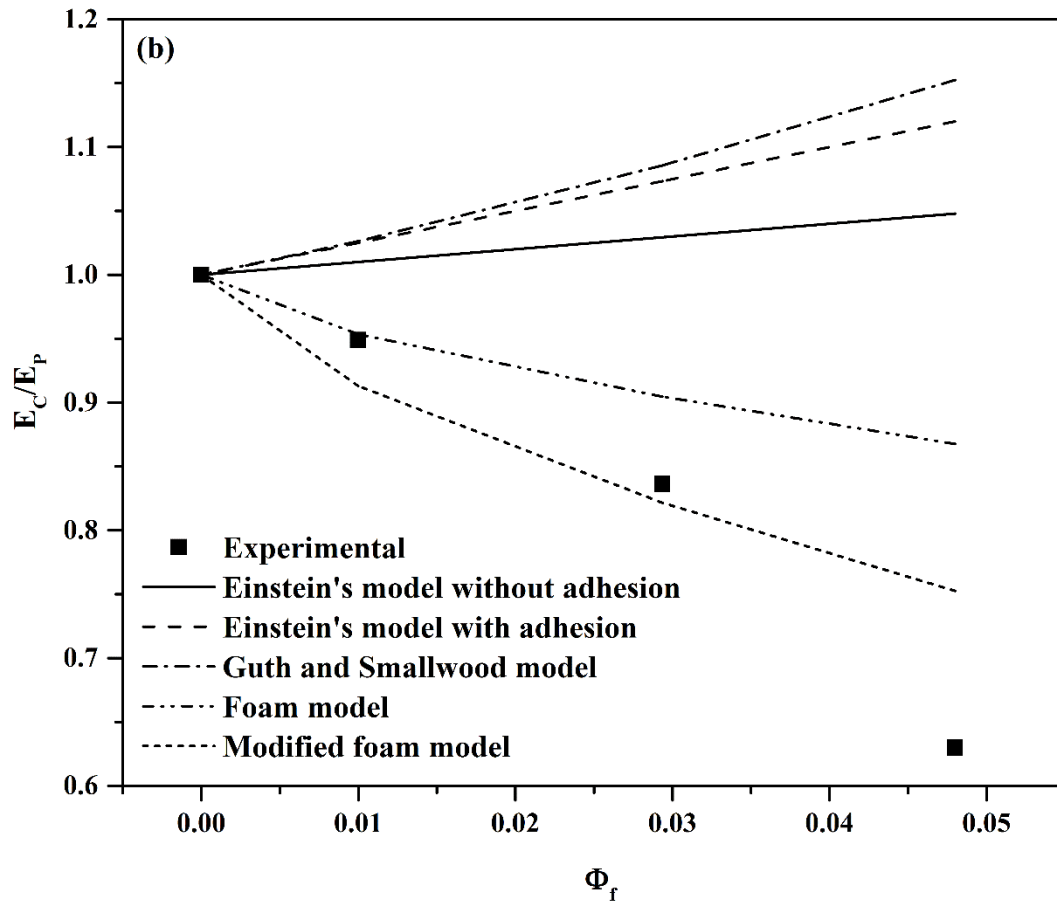 (b)
1.2
1.1
1.0
0.9
0.8
0.7
0.6
E_C/E_P
Experimental
Einstein's model without adhesion
Einstein's model with adhesion
Guth and Smallwood model
Foam model
Modified foam model
0.00 0.01 0.02 0.03 0.04 0.05
Φ_f